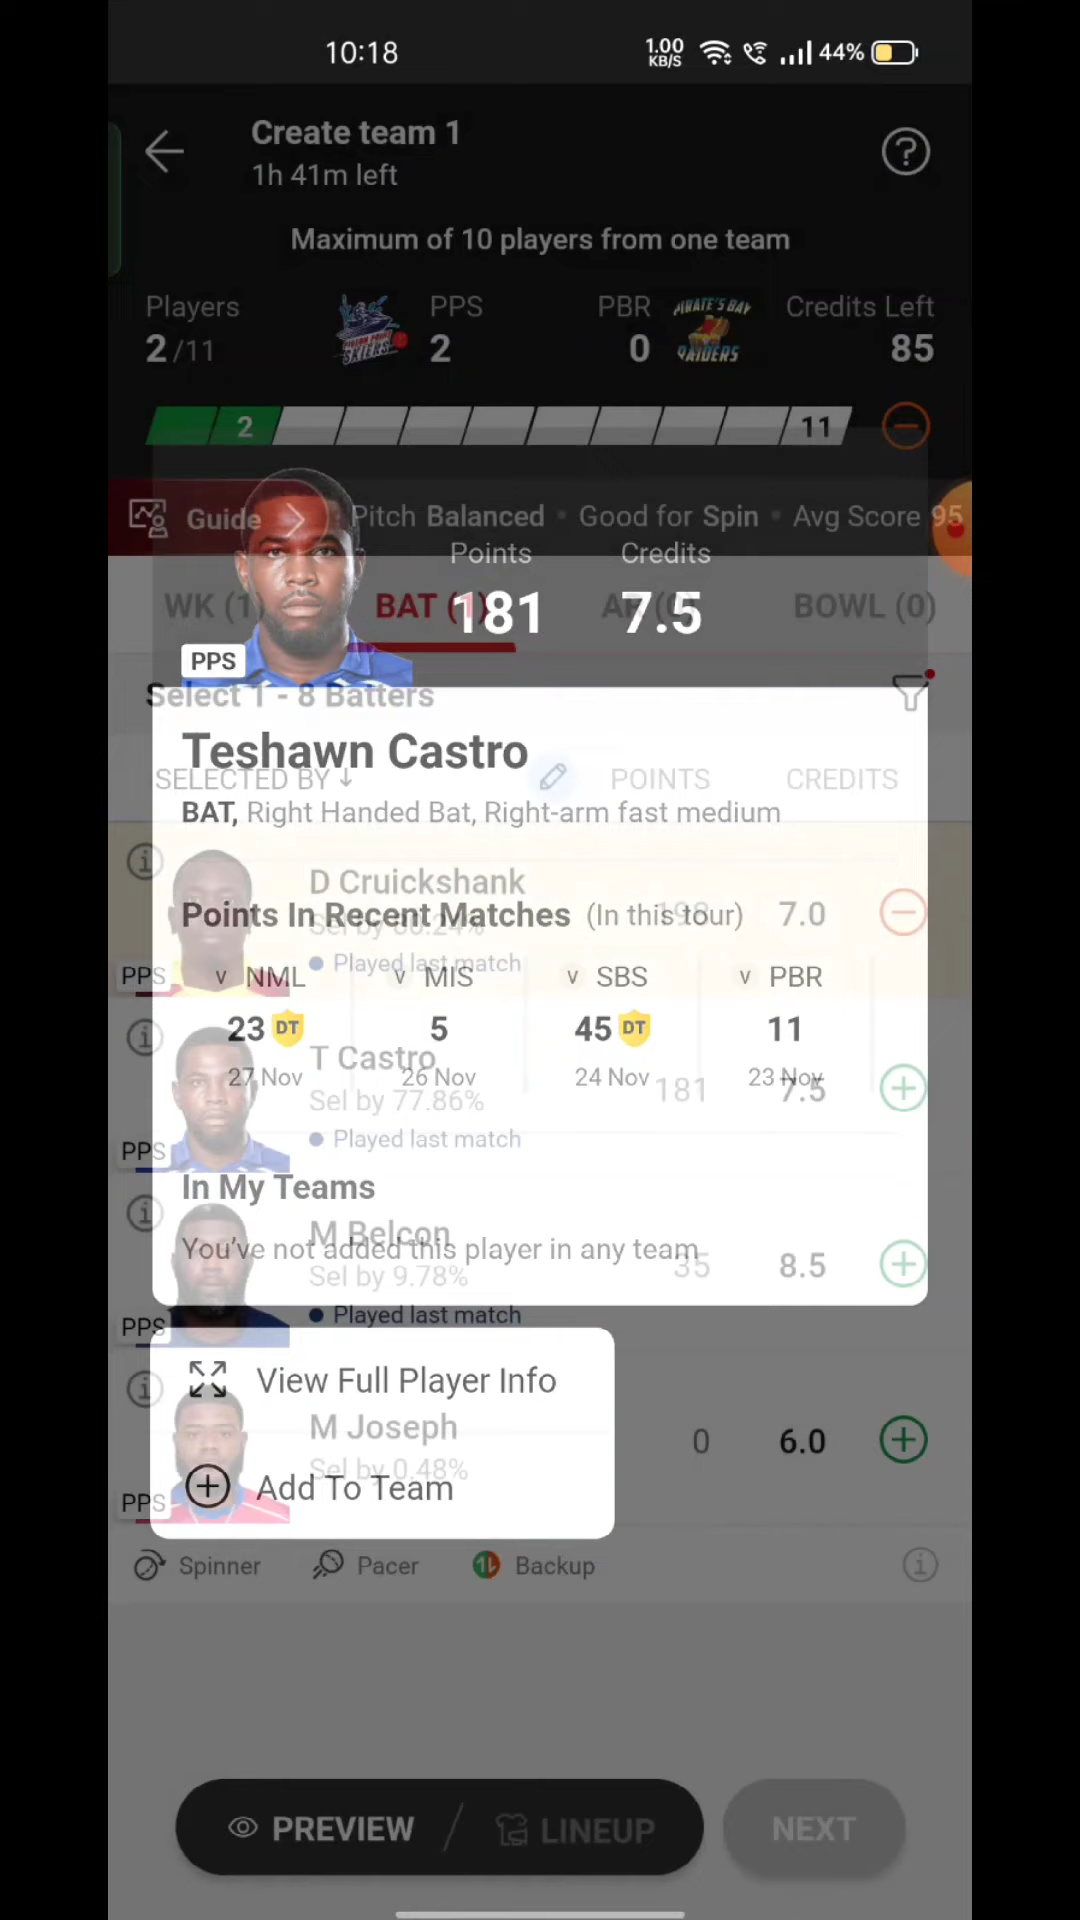 10:18
1.00 KB/S
44%
Create team 1
1h 41m left
Maximum of 10 players from one team
Players
PPS
PBR
PIRATE'S BAY
RAIDERS
SKIERS
Credits Left
2/11
2
0
85
2
11
Guide
Pitch Balanced • Good for Spin • Avg Score 95
Points
Credits
WK (1)
BAT (1)
BOWL (0)
181
7.5
PPS
Select 1 - 8 Batters
Teshawn Castro
SELECTED BY ↓
POINTS
CREDITS
BAT, Right Handed Bat, Right-arm fast medium
D Cruickshank
Points In Recent Matches (In this tour)
7.0
Played last match
PPS
v NML
v MIS
v SBS
v PBR
23 DT
5
45 DT
11
T Castro
27 Nov
26 Nov
24 Nov
23 Nov
Sel by 77.86%
181
7.5
Played last match
PPS
In My Teams
M Belcon
You've not added this player in any team
Sel by 9.78%
35
8.5
Played last match
PPS
View Full Player Info
M Joseph
0
6.0
Sel by 0.48%
Add To Team
PPS
Spinner
Pacer
Backup
PREVIEW
LINEUP
NEXT